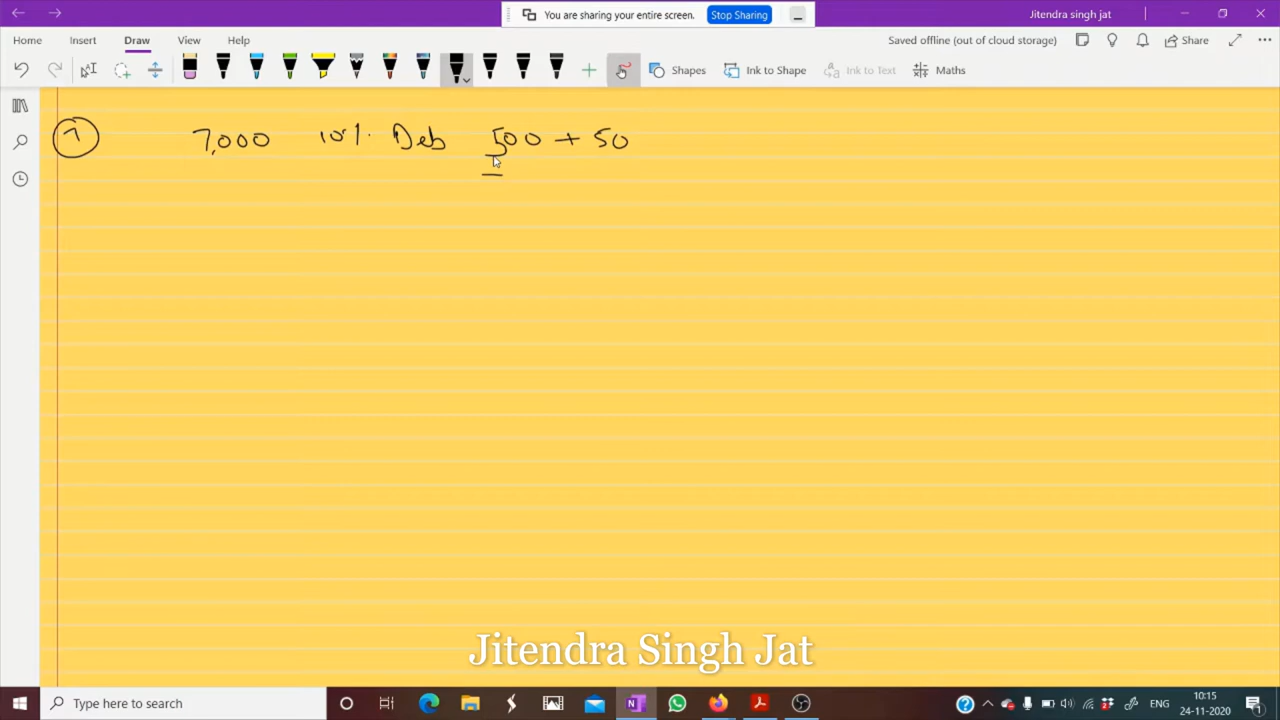 You are sharing your entire screen. Stop Sharing
Jitendra singh jat
Home Insert Draw View Help
Saved offline (out of cloud storage)
Share
Shapes
Ink to Shape
Ink to Text
Maths
7 7,000 10% Deb 500 + 50
Jitendra Singh Jat
Type here to search
ENG
10:15
24-11-2020